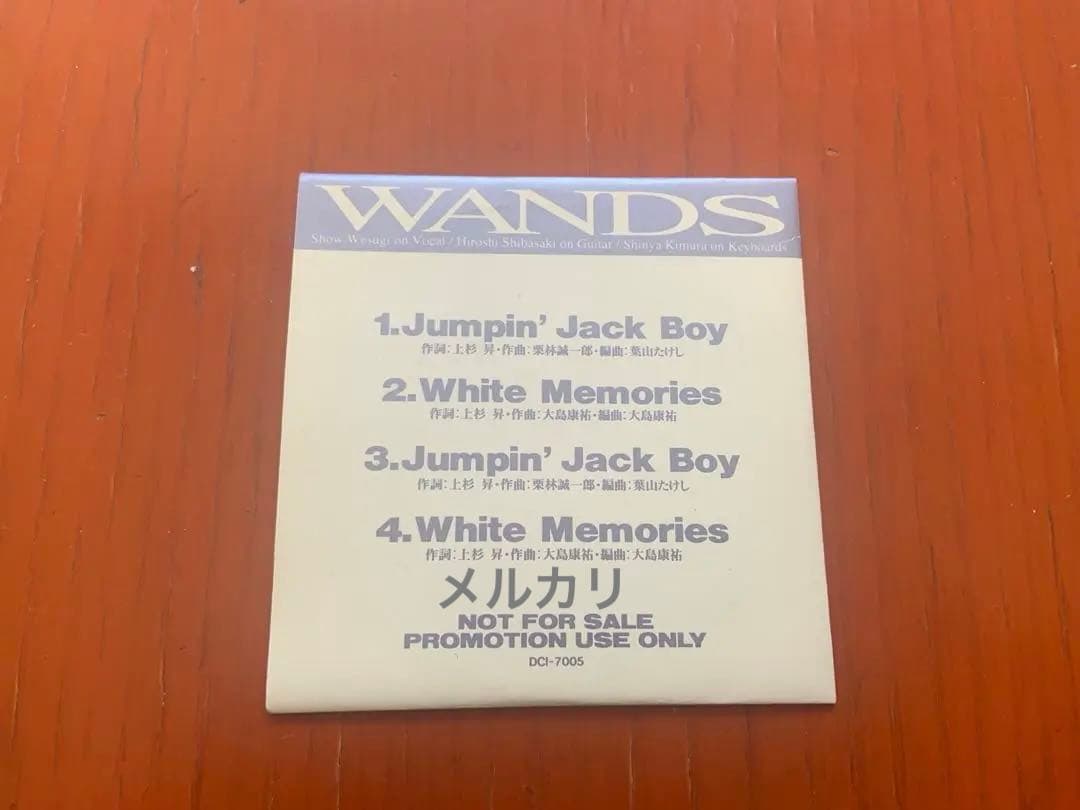 WANDS
Show Wesugi on Vocal / Hiroshi Shibasaki on Guitar / Shinya Kimura on Keyboards
1.Jumpin' Jack Boy
作詞:上杉 昇・作曲:栗林誠一郎・編曲:葉山たけし
2.White Memories
作詞:上杉 昇・作曲:大島康祐・編曲:大島康祐
3.Jumpin' Jack Boy
作詞:上杉 昇・作曲:栗林誠一郎・編曲:葉山たけし
4.White Memories
作詞:上杉 昇・作曲:大島康祐・編曲:大島康祐
メルカリ
NOT FOR SALE
PROMOTION USE ONLY
DCI-7005